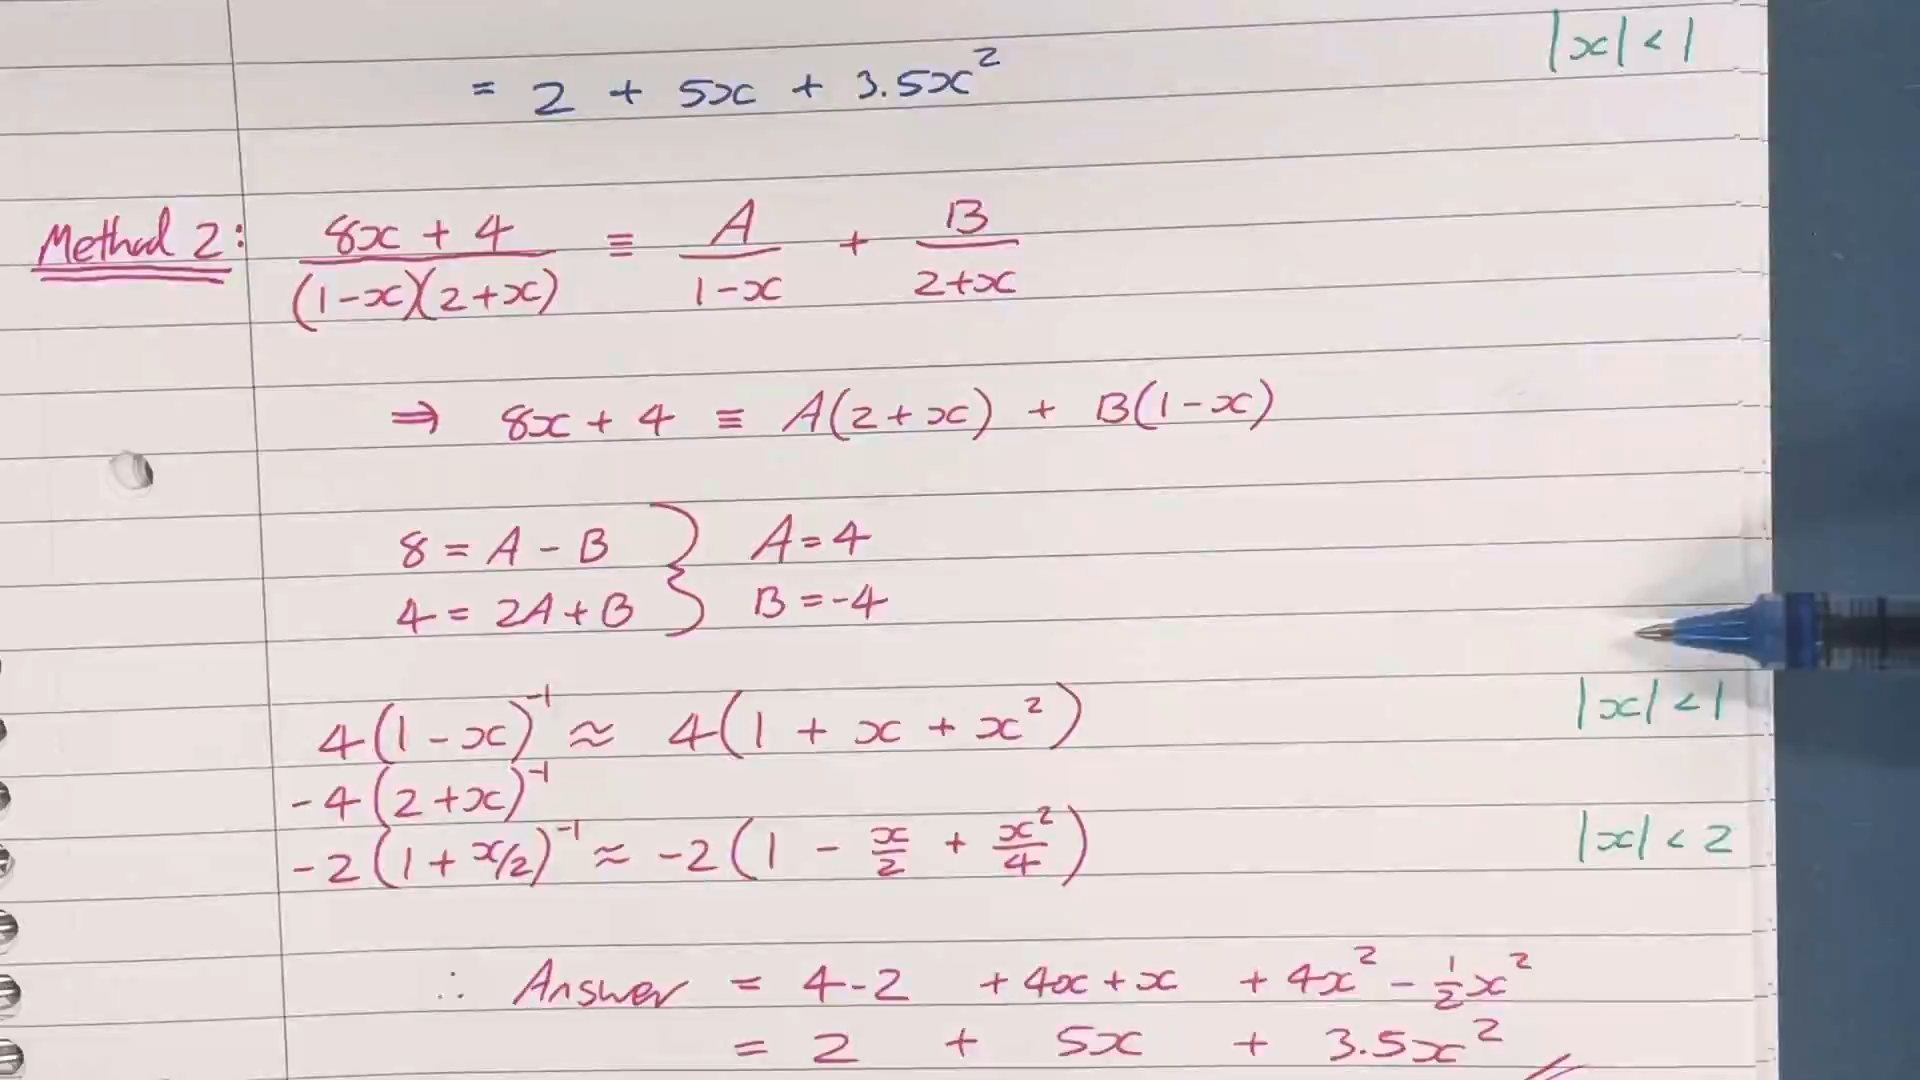 = 2 + 5x + 3.5x² |x| < 1
Method 2: (8x + 4)/((1-x)(2+x)) ≡ A/(1-x) + B/(2+x)
⇒ 8x + 4 ≡ A(2+x) + B(1-x)
8 = A - B } A = 4
4 = 2A + B } B = -4
4(1-x)⁻¹ ≈ 4(1 + x + x²) |x| < 1
-4(2+x)⁻¹
-2(1 + x/2)⁻¹ ≈ -2(1 - x/2 + x²/4) |x| < 2
∴ Answer = 4-2 + 4x + x + 4x² - ½x²
= 2 + 5x + 3.5x²